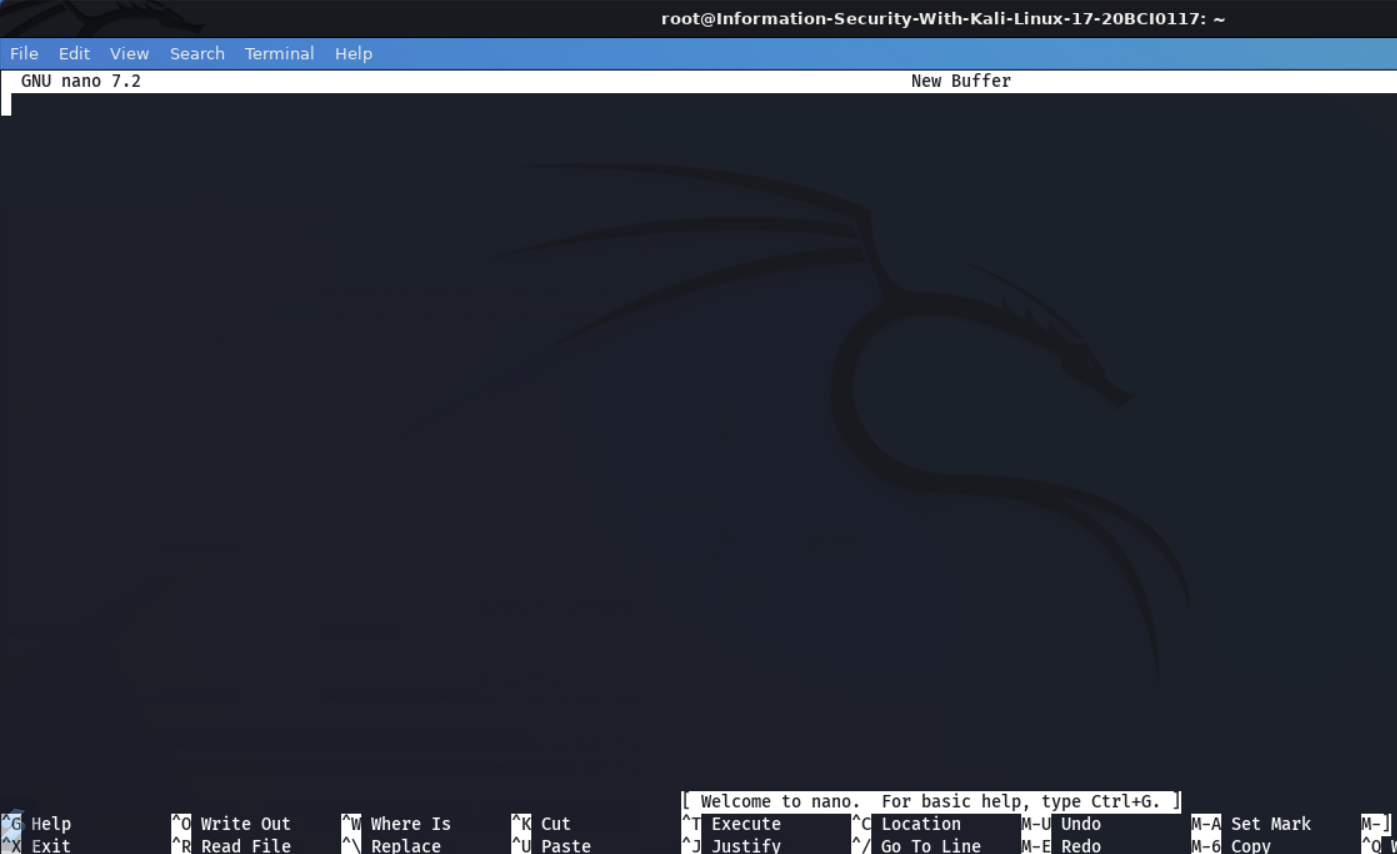 root@Information-Security-With-Kali-Linux-17-20BCI0117: ~
File Edit View Search Terminal Help
GNU nano 7.2 New Buffer
[ Welcome to nano.  For basic help, type Ctrl+G. ]
^G Help ^O Write Out ^W Where Is ^K Cut ^T Execute ^C Location M-U Undo M-A Set Mark M-]
^X Exit ^R Read File ^\ Replace ^U Paste ^J Justify ^/ Go To Line M-E Redo M-6 Copy ^Q